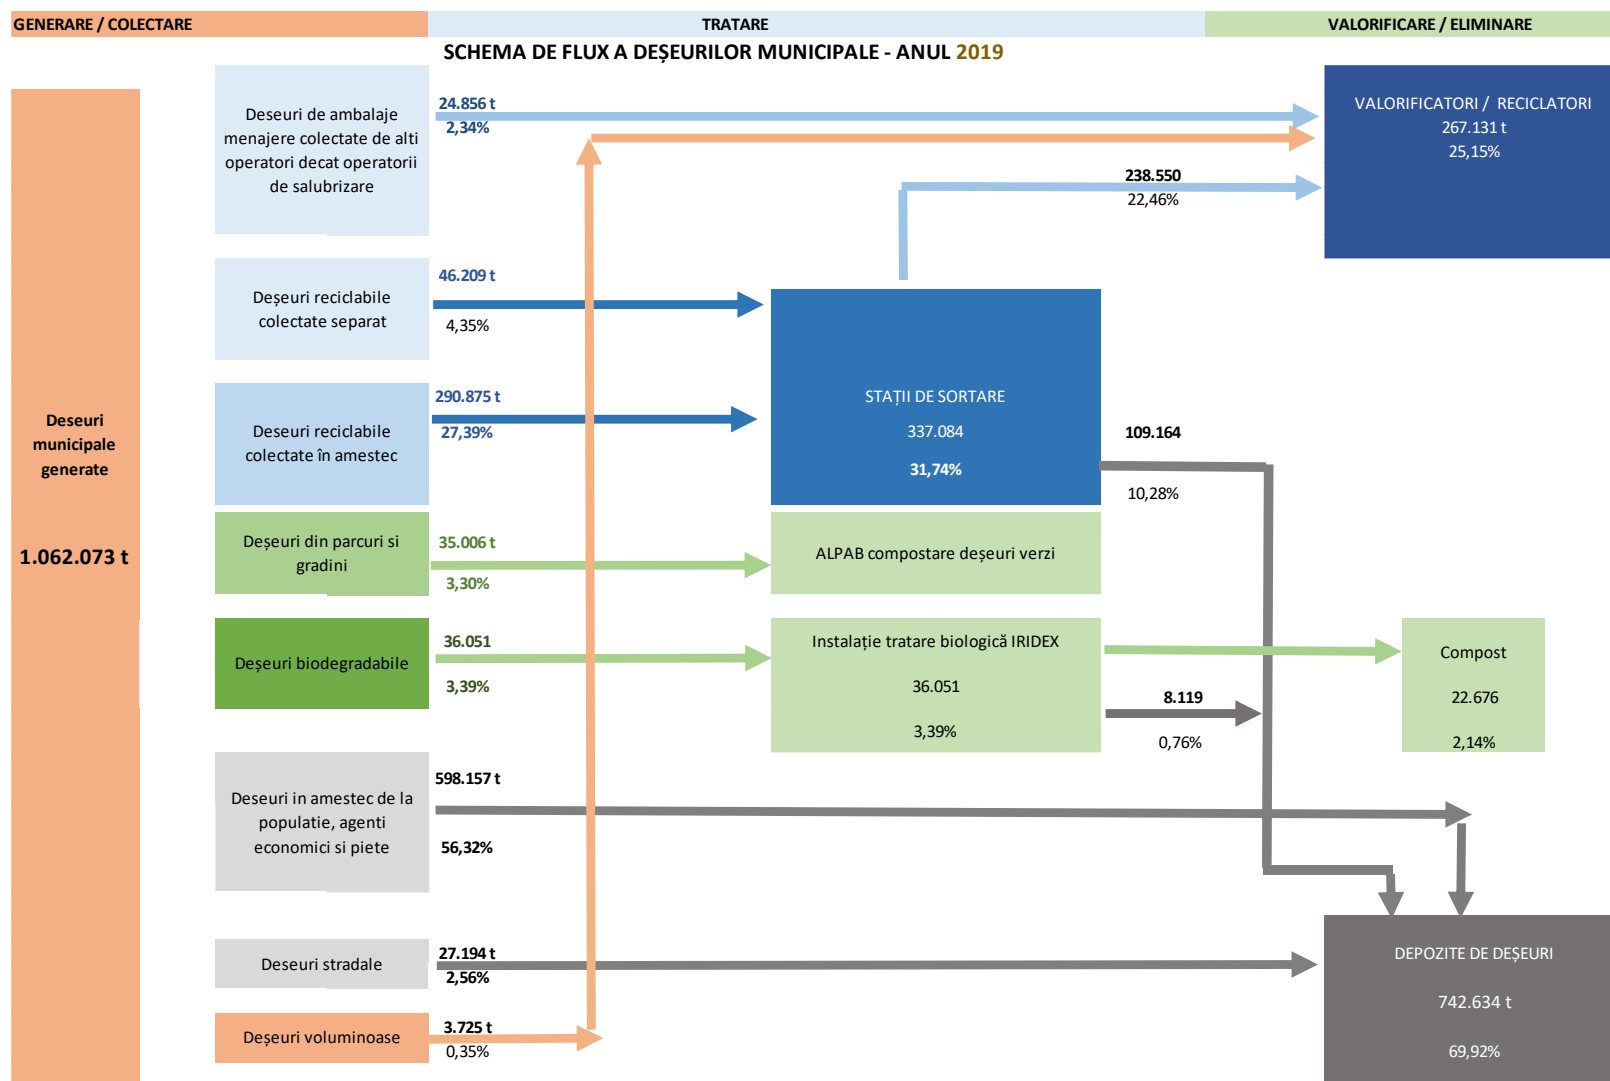 GENERARE / COLECTARE
TRATARE
VALORIFICARE / ELIMINARE
SCHEMA DE FLUX A DEȘEURILOR MUNICIPALE - ANUL 2019
Deseuri
municipale
generate
1.062.073 t
Deseuri de ambalaje
menajere colectate de alti
operatori decat operatorii
de salubrizare
24.856 t
2,34%
VALORIFICATORI / RECICLATORI
267.131 t
25,15%
238.550
22,46%
Deșeuri reciclabile
colectate separat
46.209 t
4,35%
Deșeuri reciclabile
colectate în amestec
290.875 t
27,39%
STAȚII DE SORTARE
337.084
31,74%
109.164
10,28%
Deșeuri din parcuri si
gradini
35.006 t
3,30%
ALPAB compostare deșeuri verzi
Deșeuri biodegradabile
36.051
3,39%
Instalație tratare biologică IRIDEX
36.051
3,39%
8.119
0,76%
Compost
22.676
2,14%
Deseuri in amestec de la
populatie, agenti
economici si piete
598.157 t
56,32%
Deseuri stradale
27.194 t
2,56%
DEPOZITE DE DEȘEURI
742.634 t
69,92%
Deșeuri voluminoase
3.725 t
0,35%